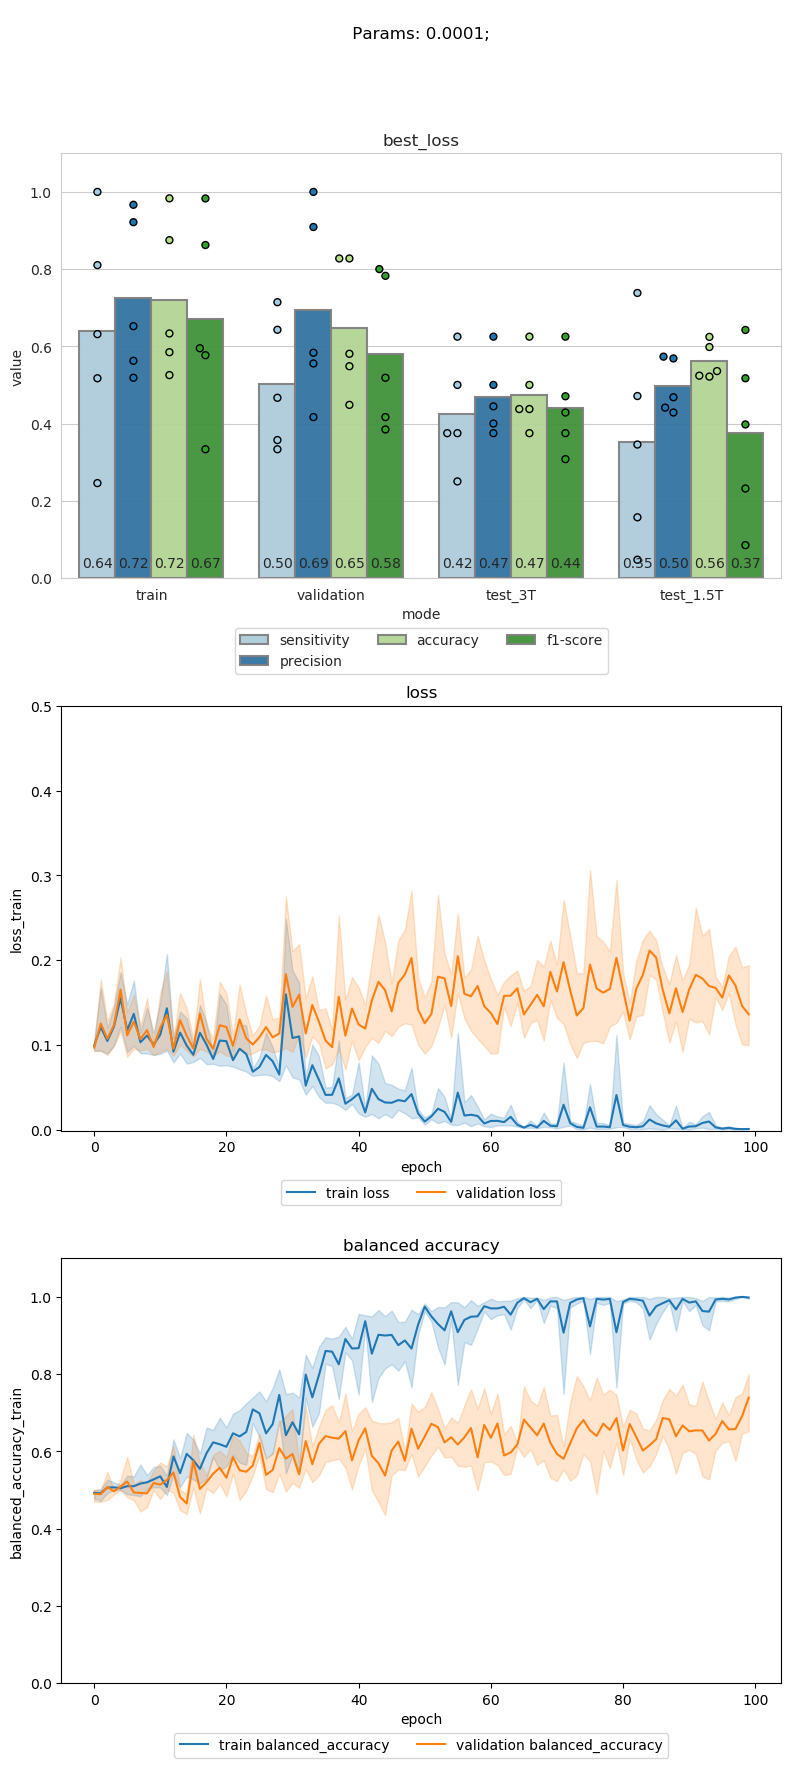 Params: 0.0001;
best_loss
1.0
0.8
0.6
0.4
0.2
0.0
value
0.64 0.72 0.72 0.67 0.50 0.69 0.65 0.58 0.42 0.47 0.47 0.44 0.35 0.50 0.56 0.37
train validation test_3T test_1.5T
mode
sensitivity accuracy f1-score
precision
loss
0.5
0.4
0.3
0.2
0.1
0.0
loss_train
0 20 40 60 80 100
epoch
train loss validation loss
balanced accuracy
1.0
0.8
0.6
0.4
0.2
0.0
balanced_accuracy_train
0 20 40 60 80 100
epoch
train balanced_accuracy validation balanced_accuracy